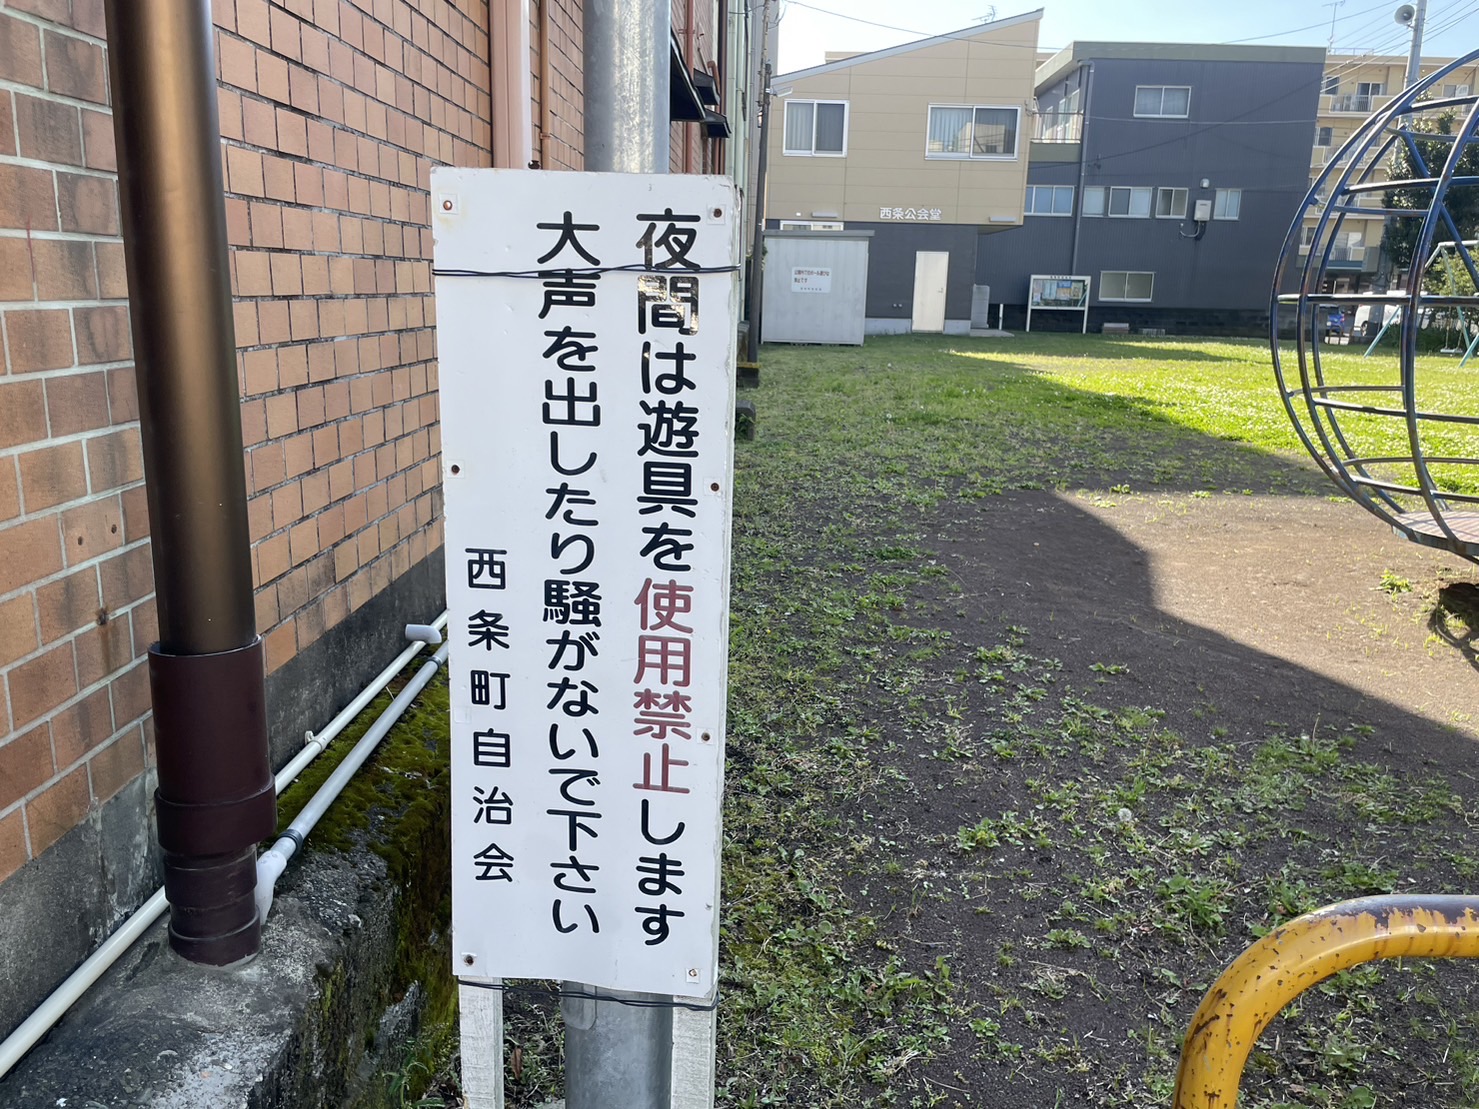 夜間は遊具を使用禁止します
大声を出したり騒がないで下さい
西条町自治会
西条公会堂